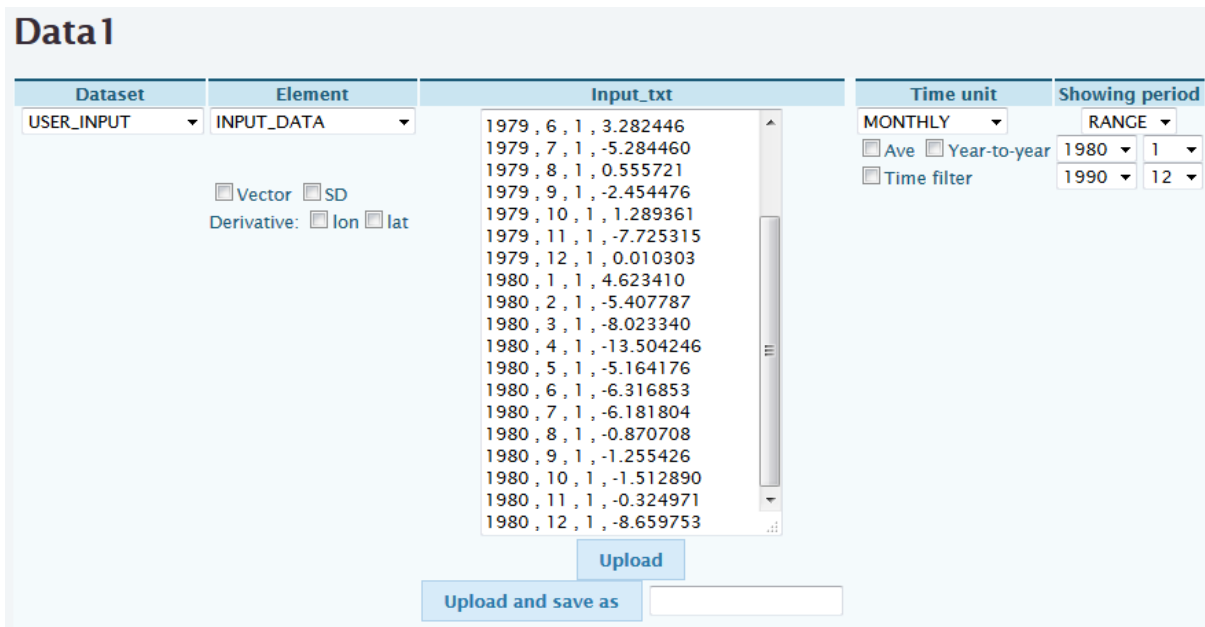 Data1
Dataset Element Input_txt Time unit Showing period
USER_INPUT INPUT_DATA MONTHLY RANGE
Ave Year-to-year 1980 1
Time filter 1990 12
Vector SD
Derivative: lon lat
1979 , 6 , 1 , 3.282446
1979 , 7 , 1 , -5.284460
1979 , 8 , 1 , 0.555721
1979 , 9 , 1 , -2.454476
1979 , 10 , 1 , 1.289361
1979 , 11 , 1 , -7.725315
1979 , 12 , 1 , 0.010303
1980 , 1 , 1 , 4.623410
1980 , 2 , 1 , -5.407787
1980 , 3 , 1 , -8.023340
1980 , 4 , 1 , -13.504246
1980 , 5 , 1 , -5.164176
1980 , 6 , 1 , -6.316853
1980 , 7 , 1 , -6.181804
1980 , 8 , 1 , -0.870708
1980 , 9 , 1 , -1.255426
1980 , 10 , 1 , -1.512890
1980 , 11 , 1 , -0.324971
1980 , 12 , 1 , -8.659753
Upload
Upload and save as